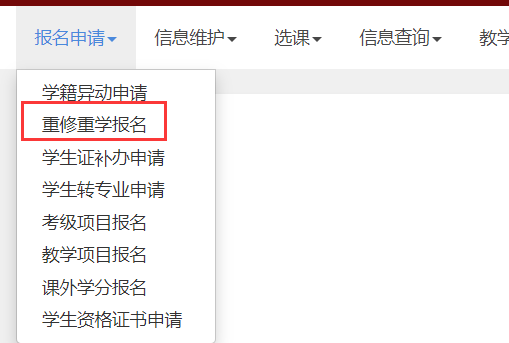 报名申请 信息维护 选课 信息查询 教学
学籍异动申请
重修重学报名
学生证补办申请
学生转专业申请
考级项目报名
教学项目报名
课外学分报名
学生资格证书申请